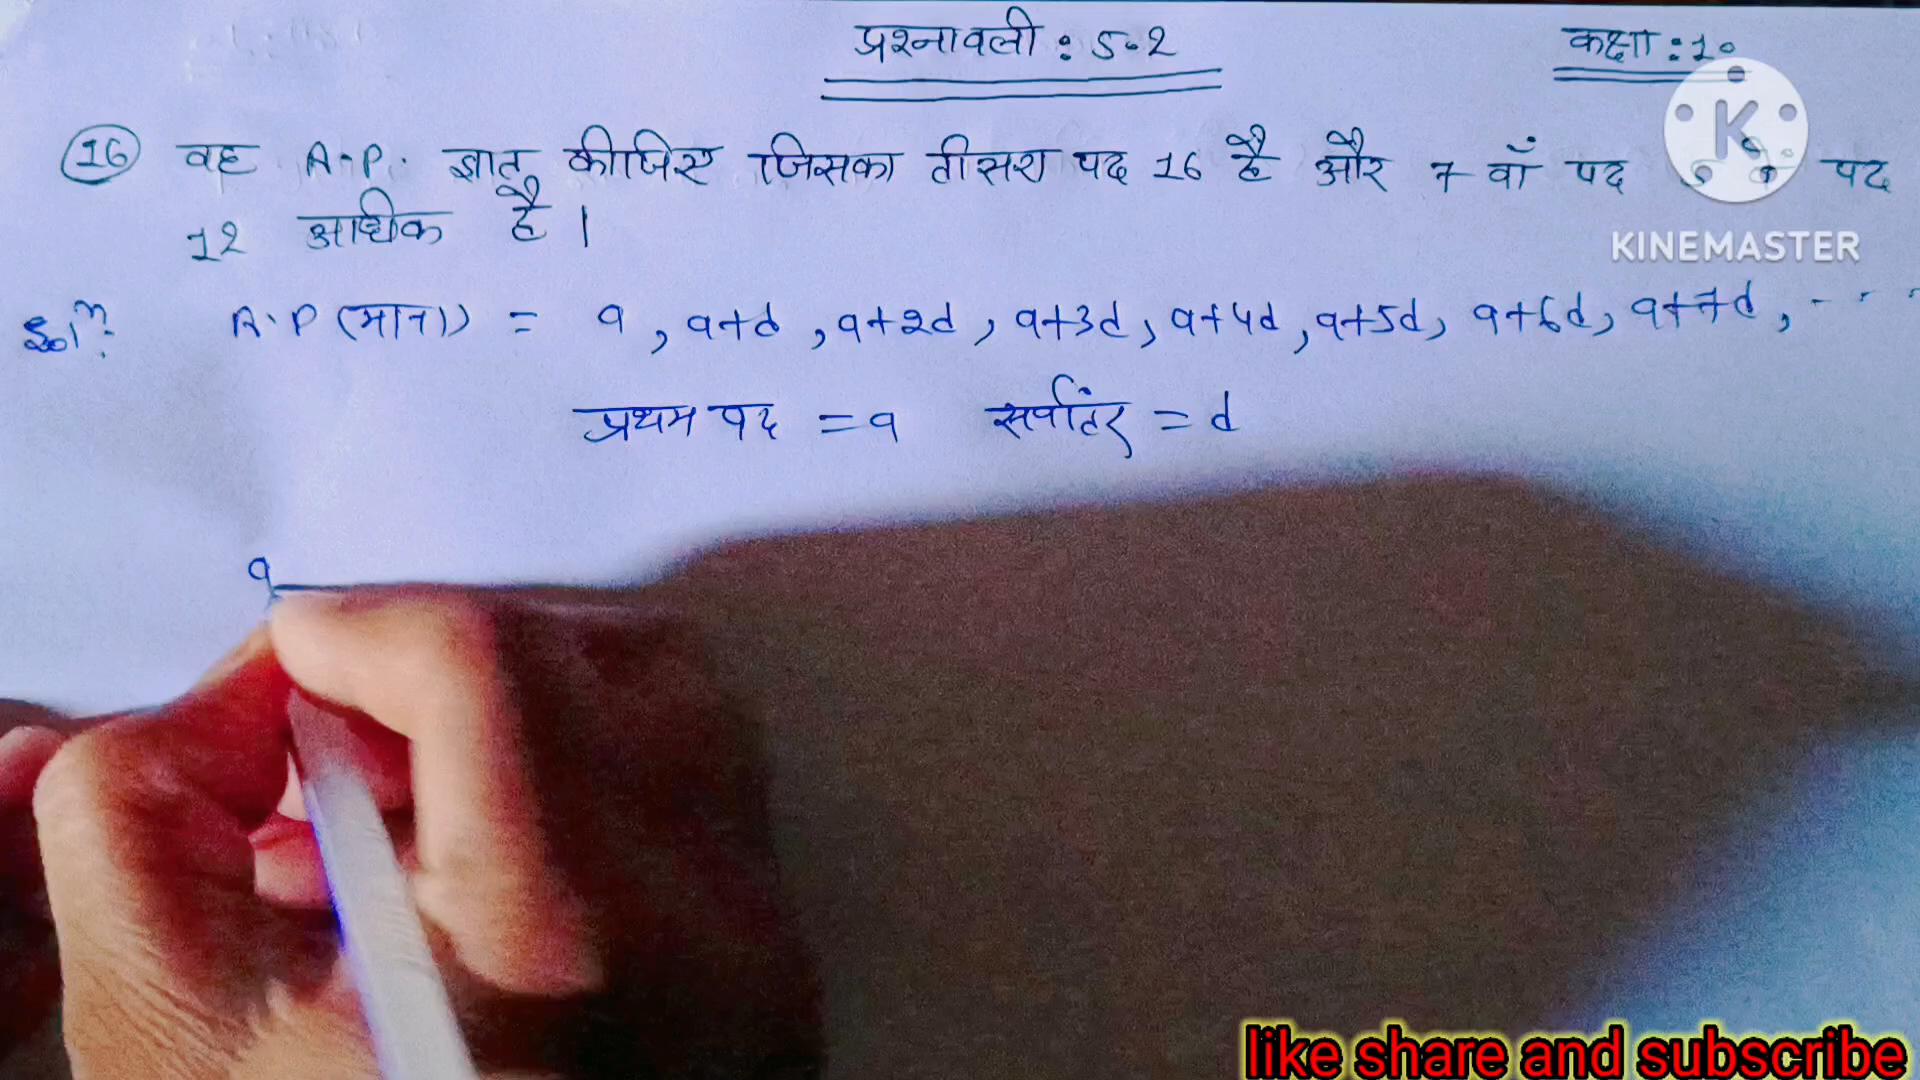 प्रश्नावली : 5.2
कक्षा : 10
16 वह A.P. ज्ञात कीजिए जिसका तीसरा पद 16 है और 7 वाँ पद 5 पद
12 अधिक है ।
A.P (माना) = a, a+d, a+2d, a+3d, a+4d, a+5d, a+6d, a+7d, ....
प्रथम पद = a सर्वांतर = d
a
K
KINEMASTER
like share and subscribe